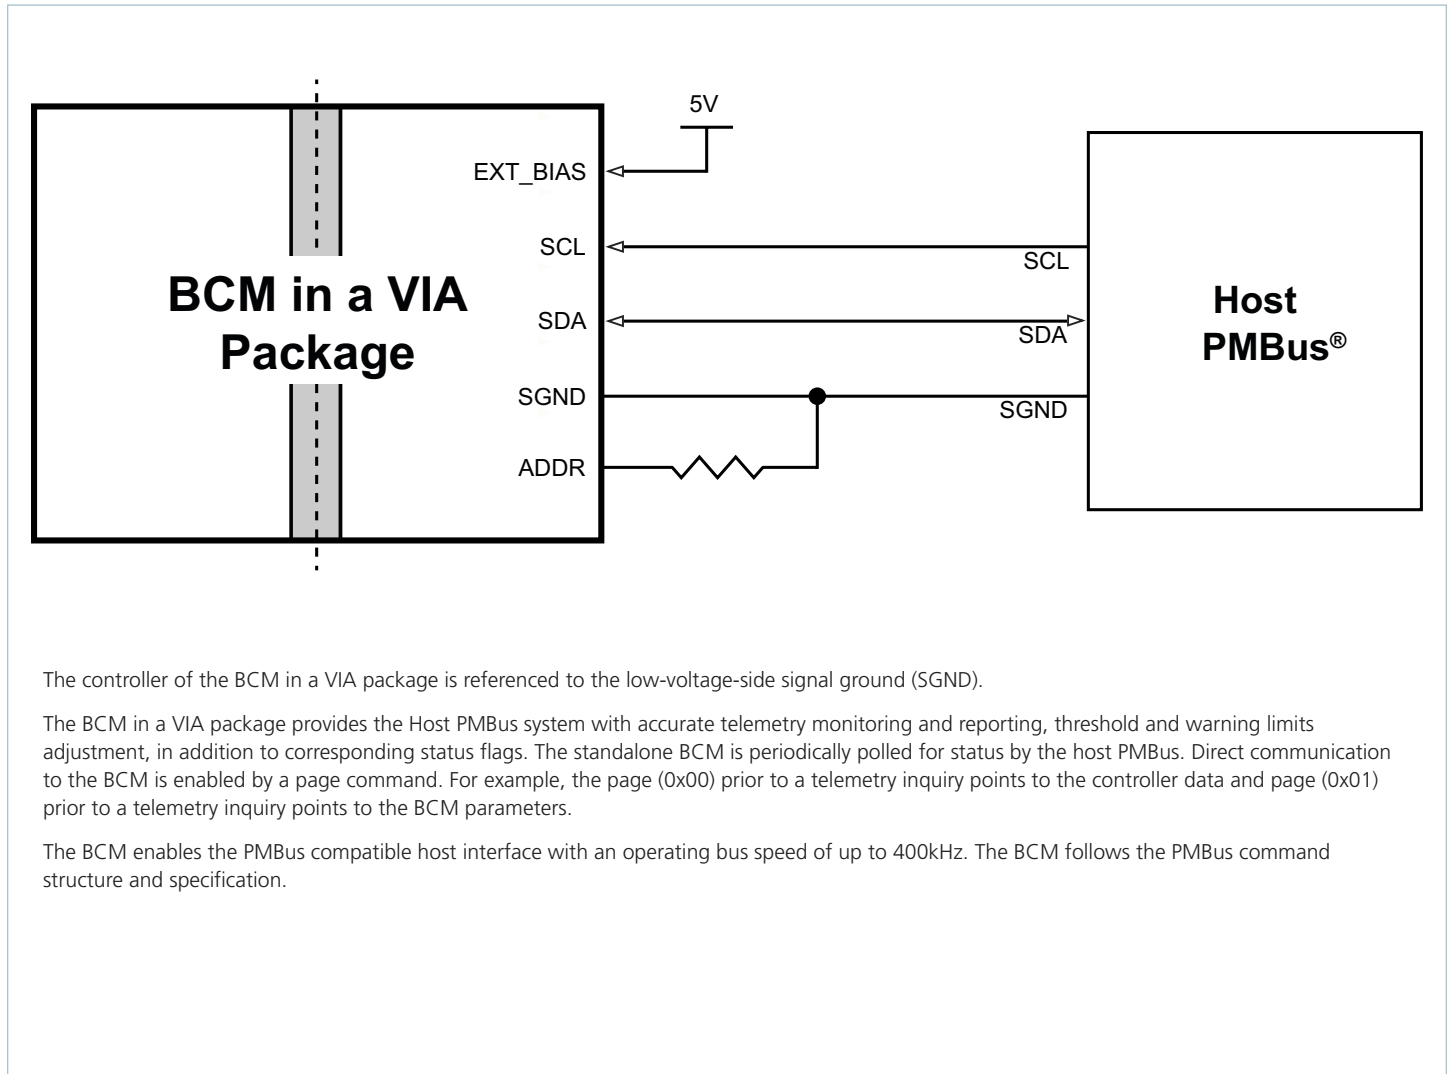 5V
EXT_BIAS
SCL
SCL
BCM in a VIA
Package
Host
PMBus®
SDA
SDA
SGND
SGND
ADDR
The controller of the BCM in a VIA package is referenced to the low-voltage-side signal ground (SGND).
The BCM in a VIA package provides the Host PMBus system with accurate telemetry monitoring and reporting, threshold and warning limits
adjustment, in addition to corresponding status flags. The standalone BCM is periodically polled for status by the host PMBus. Direct communication
to the BCM is enabled by a page command. For example, the page (0x00) prior to a telemetry inquiry points to the controller data and page (0x01)
prior to a telemetry inquiry points to the BCM parameters.
The BCM enables the PMBus compatible host interface with an operating bus speed of up to 400kHz. The BCM follows the PMBus command
structure and specification.